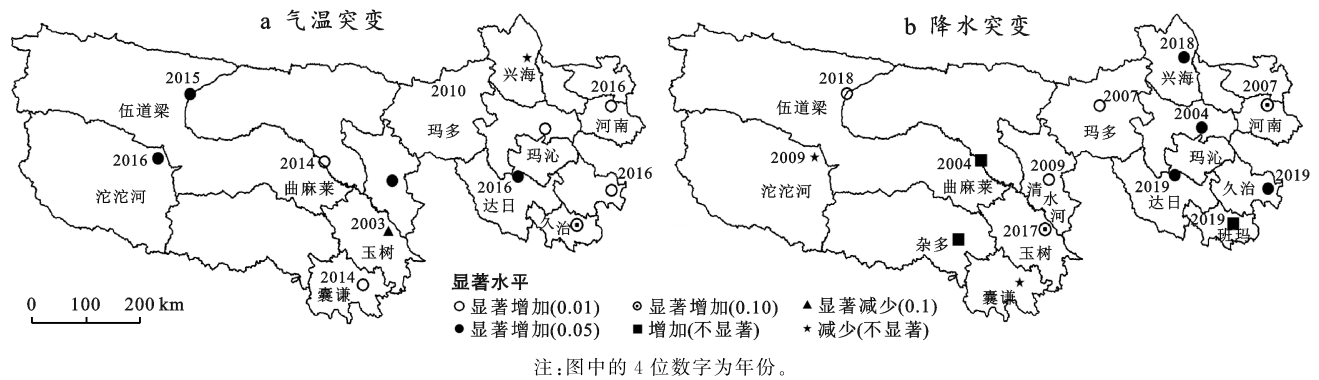 a 气温突变
2015
伍道梁
2016
沱沱河
2014
曲麻莱
2003
玉树
2014
囊谦
2010
玛多
兴海
2016
河南
玛沁
2016
达日
2016
久治
b 降水突变
2018
伍道梁
2009
沱沱河
2004
曲麻莱
杂多
2009
清水河
2017
玉树
囊谦
2007
玛多
2018
兴海
2007
河南
2004
玛沁
2019
达日
久治
2019
2019
班玛
0 100 200 km
显著水平
显著增加(0.01)
显著增加(0.10)
显著减少(0.1)
显著增加(0.05)
增加(不显著)
减少(不显著)
注:图中的 4 位数字为年份。